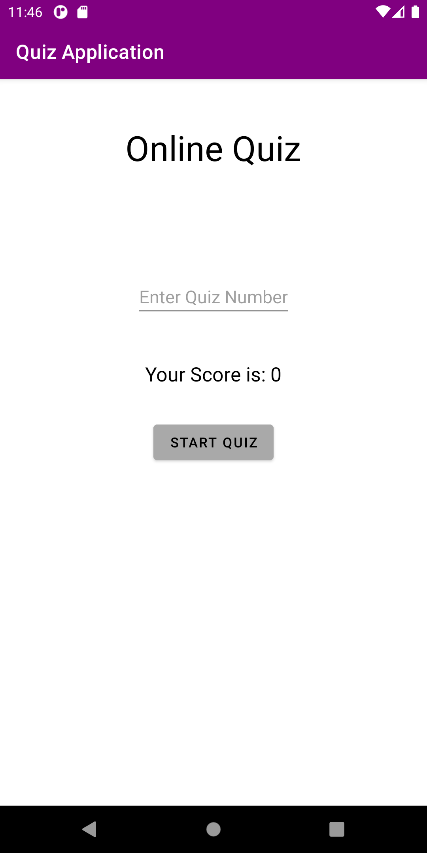 11:46
Quiz Application
Online Quiz
Enter Quiz Number
Your Score is: 0
START QUIZ